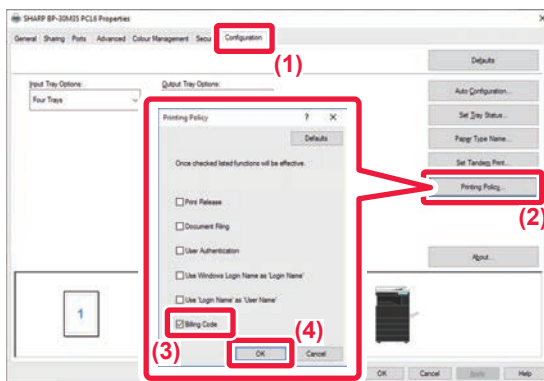 SHARP BP-30M35 PCL6 Properties
General Sharing Ports Advanced Colour Management Secu Configuration
(1)
Defaults
Input Tray Options:
Output Tray Options:
Four Trays
Auto Configuration...
Set Tray Status...
Paper Type Name...
Set Tandem Print...
Printing Policy...
(2)
About...
Printing Policy ? X
Defaults
Once checked listed functions will be effective.
Print Release
Document Filing
User Authentication
Use Windows Login Name as 'Login Name'
Use 'Login Name' as 'User Name'
Billing Code
(3)
(4)
OK Cancel
1
OK Cancel Apply Help